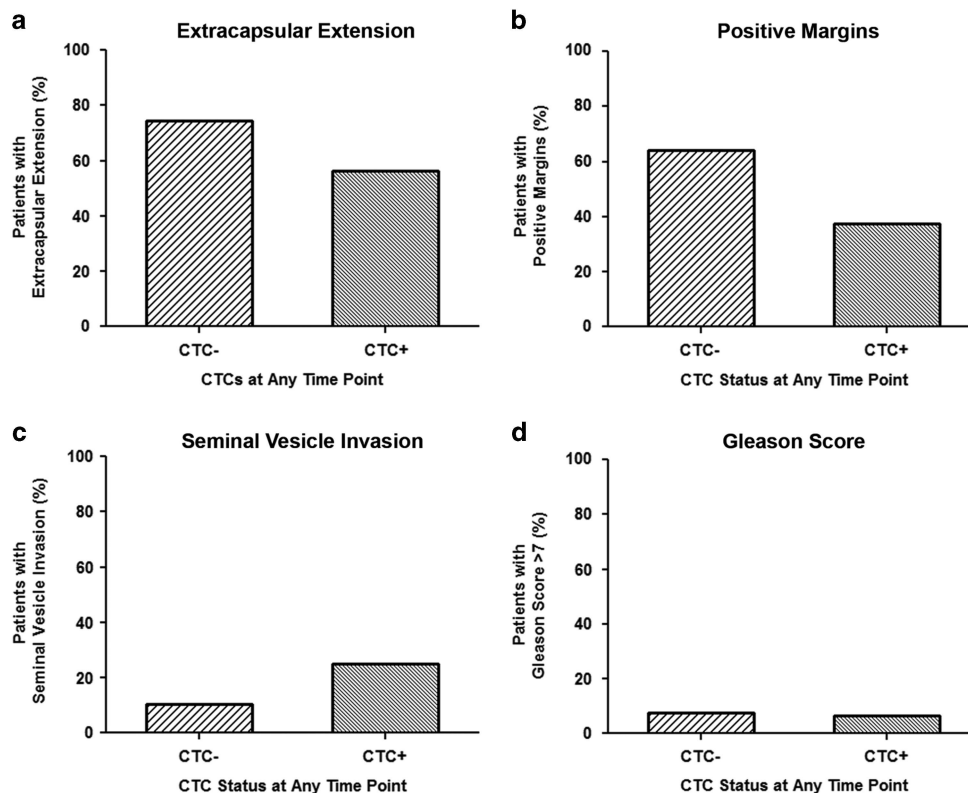 a
Extracapsular Extension
Patients with
Extracapsular Extension (%)
100
80
60
40
20
0
CTC-
CTC+
CTCs at Any Time Point
b
Positive Margins
Patients with
Positive Margins (%)
100
80
60
40
20
0
CTC-
CTC+
CTC Status at Any Time Point
c
Seminal Vesicle Invasion
Patients with
Seminal Vesicle Invasion (%)
100
80
60
40
20
0
CTC-
CTC+
CTC Status at Any Time Point
d
Gleason Score
Patients with
Gleason Score >7 (%)
100
80
60
40
20
0
CTC-
CTC+
CTC Status at Any Time Point